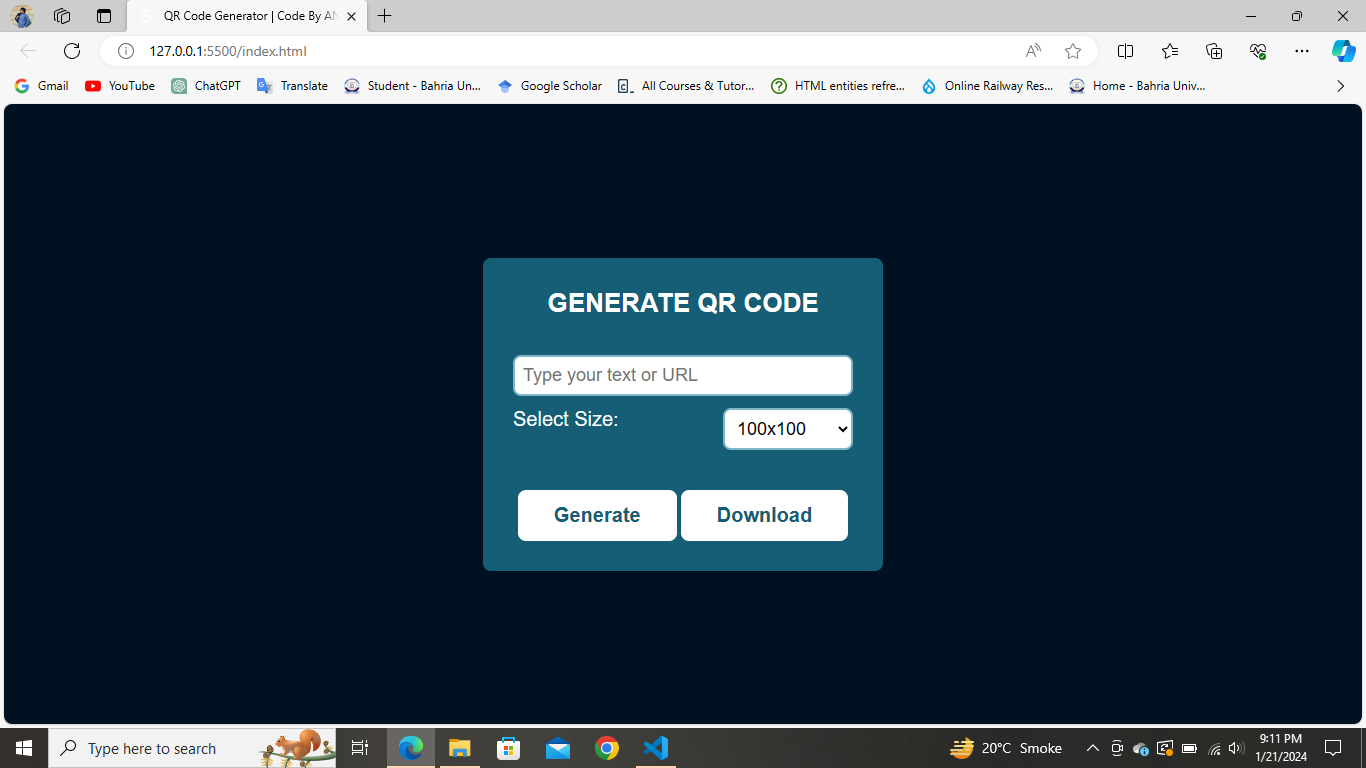 QR Code Generator | Code By AN
127.0.0.1:5500/index.html
Gmail YouTube ChatGPT Translate Student - Bahria Un... Google Scholar All Courses & Tutor... HTML entities refre... Online Railway Res... Home - Bahria Univ...
GENERATE QR CODE
Type your text or URL
Select Size: 100x100
Generate Download
Type here to search
20°C Smoke
9:11 PM
1/21/2024